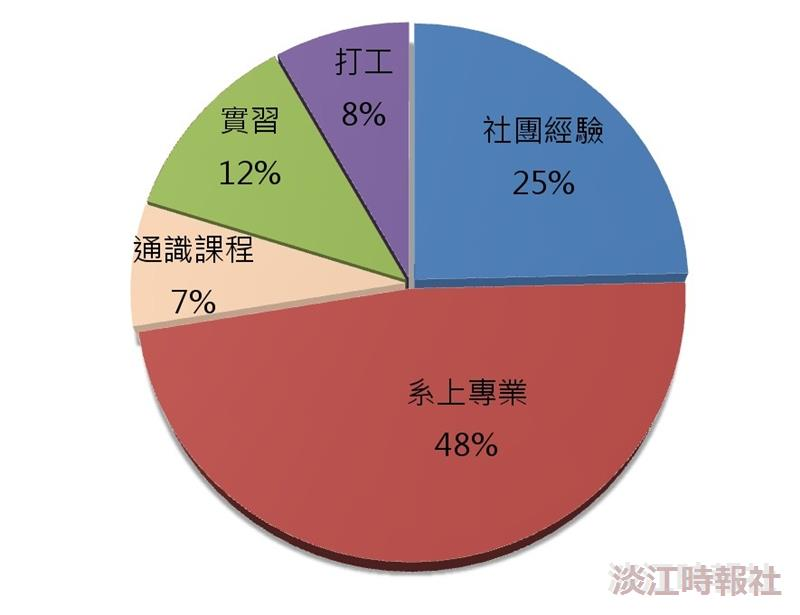 打工
8%
社團經驗
25%
實習
12%
通識課程
7%
系上專業
48%
淡江時報社